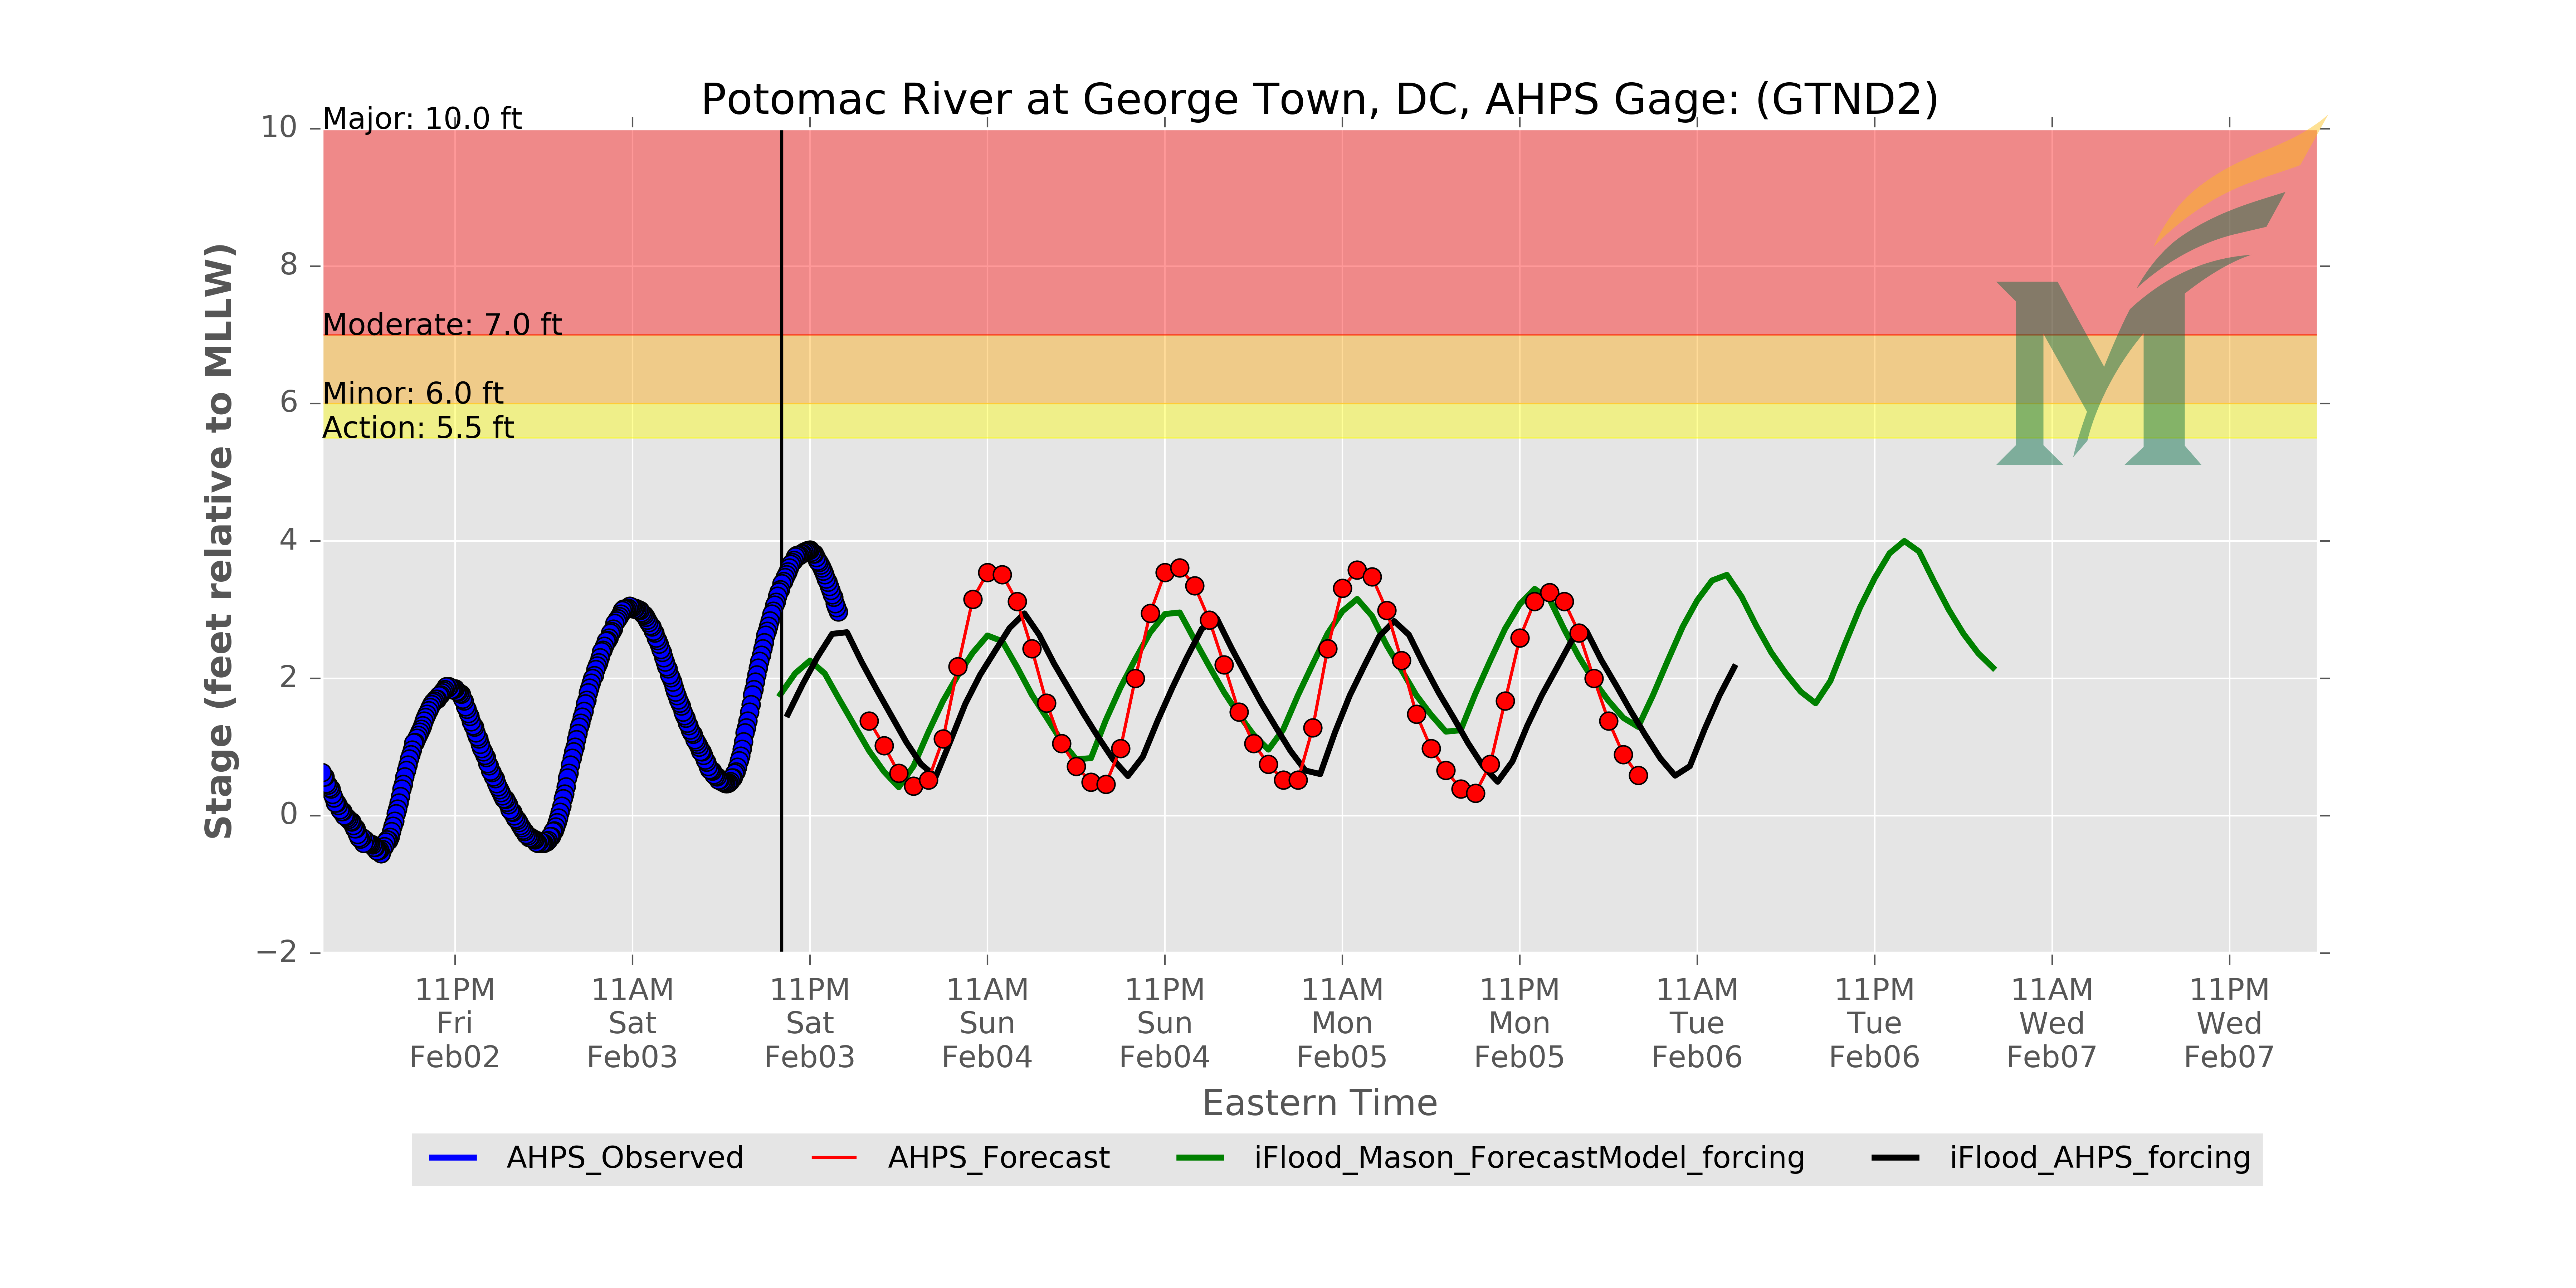 Potomac River at George Town, DC, AHPS Gage: (GTND2)
Major: 10.0 ft
Moderate: 7.0 ft
Minor: 6.0 ft
Action: 5.5 ft
Stage (feet relative to MLLW)
10
8
6
4
2
0
−2
11PM 11AM 11PM 11AM 11PM 11AM 11PM 11AM 11PM 11AM 11PM
Fri Sat Sat Sun Sun Mon Mon Tue Tue Wed Wed
Feb02 Feb03 Feb03 Feb04 Feb04 Feb05 Feb05 Feb06 Feb06 Feb07 Feb07
Eastern Time
AHPS_Observed AHPS_Forecast iFlood_Mason_ForecastModel_forcing iFlood_AHPS_forcing
M